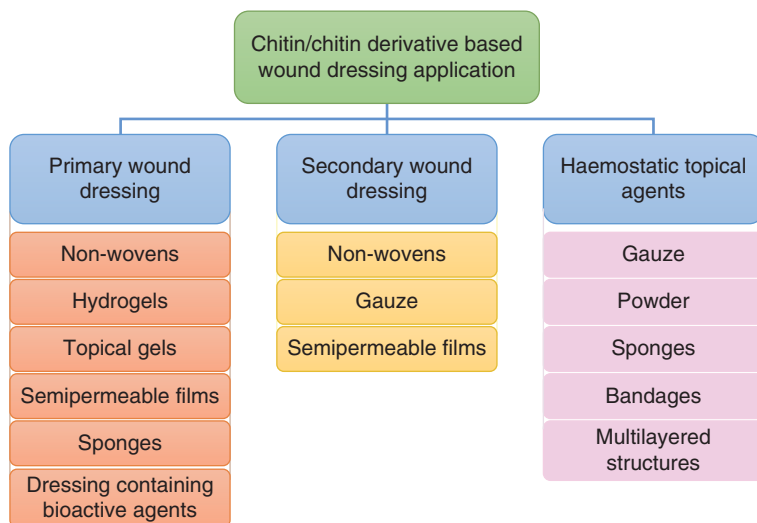 Chitin/chitin derivative based
wound dressing application
Primary wound
dressing
Non-wovens
Hydrogels
Topical gels
Semipermeable films
Sponges
Dressing containing
bioactive agents
Secondary wound
dressing
Non-wovens
Gauze
Semipermeable films
Haemostatic topical
agents
Gauze
Powder
Sponges
Bandages
Multilayered
structures